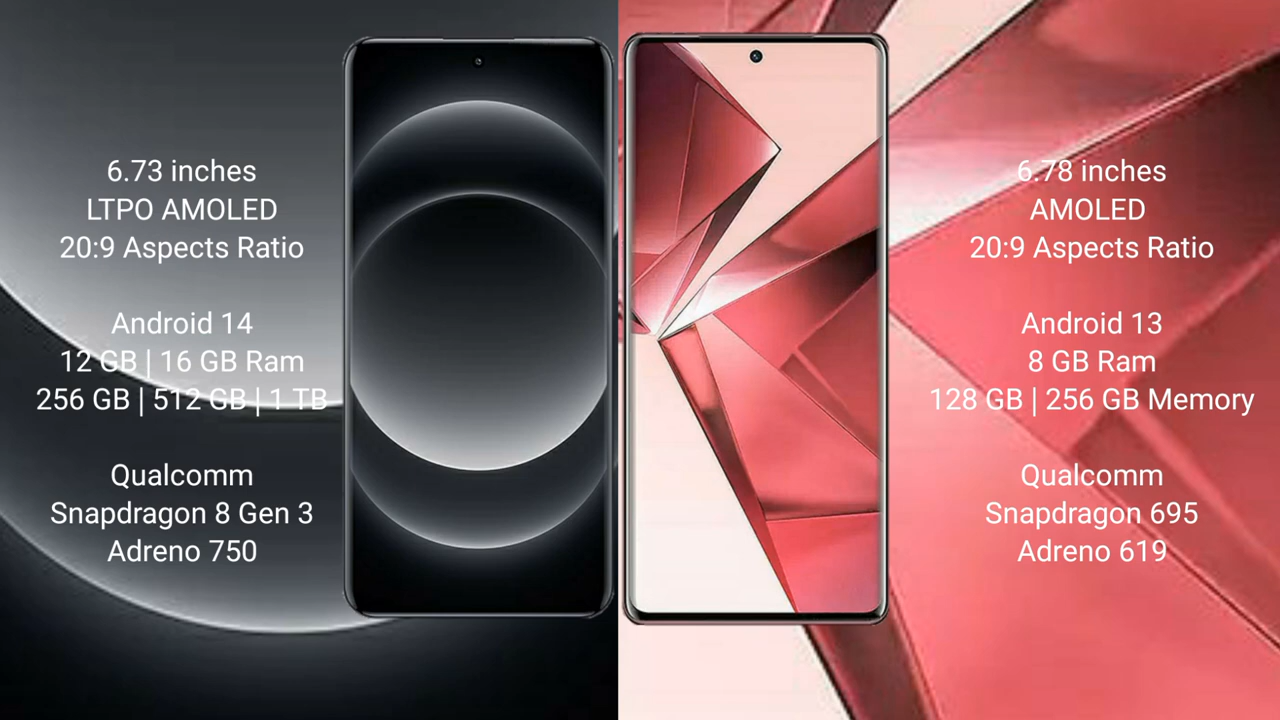 6.73 inches
LTPO AMOLED
20:9 Aspects Ratio
Android 14
12 GB | 16 GB Ram
256 GB | 512 GB | 1 TB
Qualcomm
Snapdragon 8 Gen 3
Adreno 750
6.78 inches
AMOLED
20:9 Aspects Ratio
Android 13
8 GB Ram
128 GB | 256 GB Memory
Qualcomm
Snapdragon 695
Adreno 619